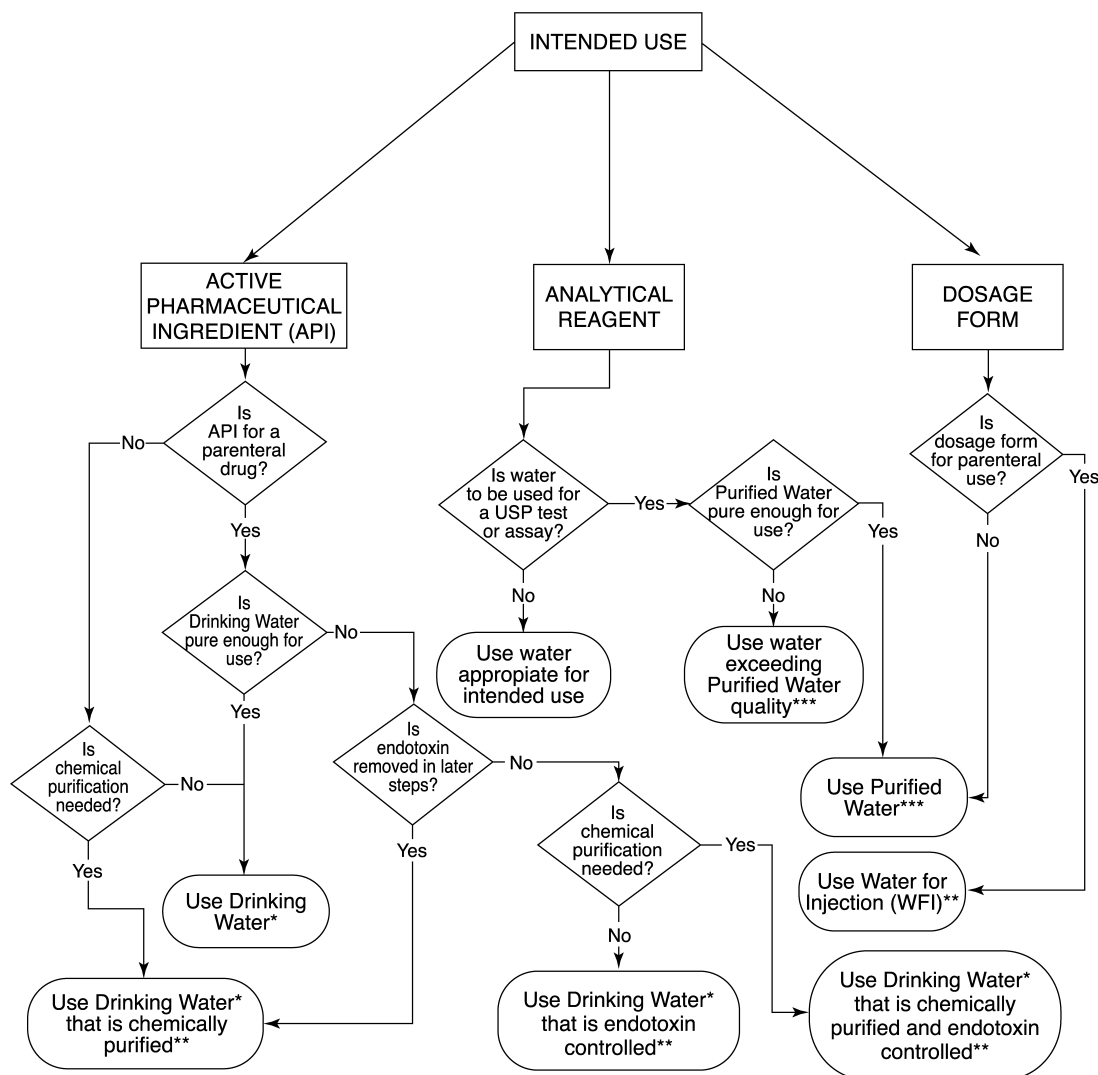 INTENDED USE
ACTIVE
PHARMACEUTICAL
INGREDIENT (API)
ANALYTICAL
REAGENT
DOSAGE
FORM
Is
API for a
parenteral
drug?
No
Yes
Is
Drinking Water
pure enough for
use?
No
Yes
Is
chemical
purification
needed?
No
Yes
Use Drinking
Water*
Use Drinking Water*
that is chemically
purified**
Is
endotoxin
removed in later
steps?
No
Yes
Is
chemical
purification
needed?
Yes
No
Use Drinking Water*
that is endotoxin
controlled**
Use Drinking Water*
that is chemically
purified and endotoxin
controlled**
Is water
to be used for
a USP test
or assay?
Yes
No
Use water
appropiate for
intended use
Is
Purified Water
pure enough for
use?
Yes
No
Use water
exceeding
Purified Water
quality***
Is
dosage form
for parenteral
use?
Yes
No
Use Purified
Water***
Use Water for
Injection (WFI)**